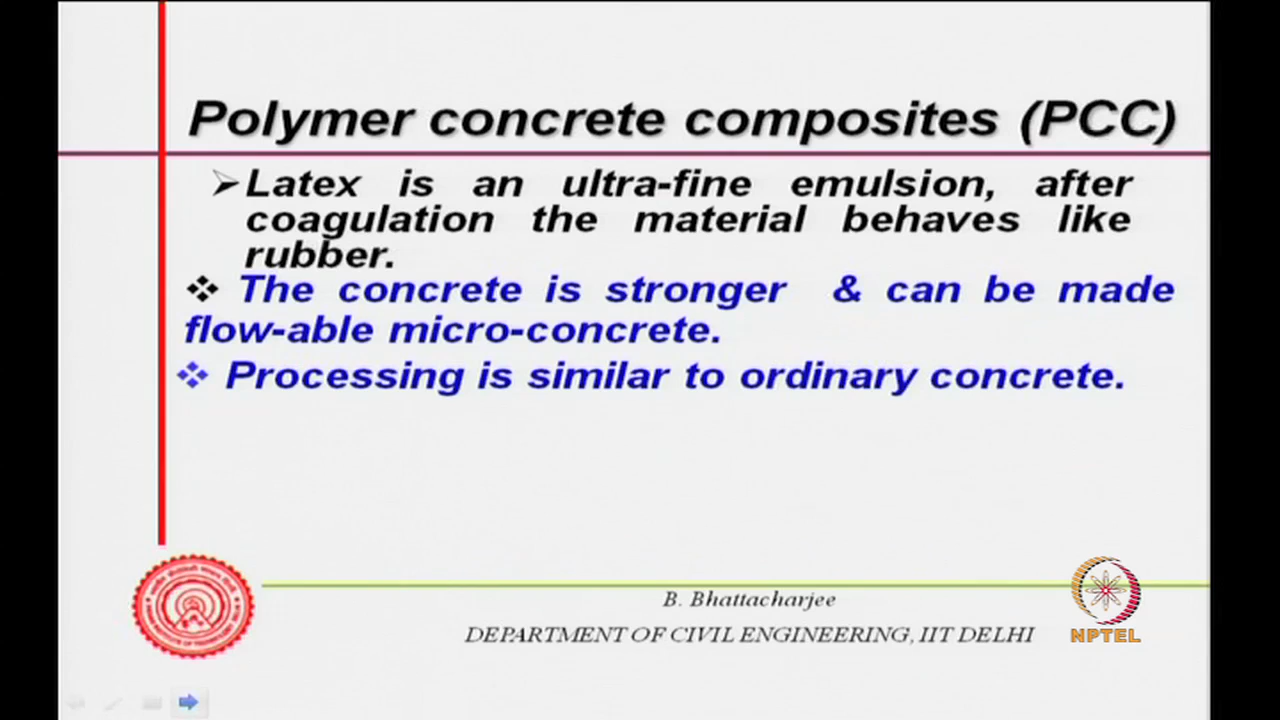 Polymer concrete composites (PCC)
Latex is an ultra-fine emulsion, after
coagulation the material behaves like
rubber.
The concrete is stronger & can be made
flow-able micro-concrete.
Processing is similar to ordinary concrete.
B. Bhattacharjee
DEPARTMENT OF CIVIL ENGINEERING, IIT DELHI
NPTEL